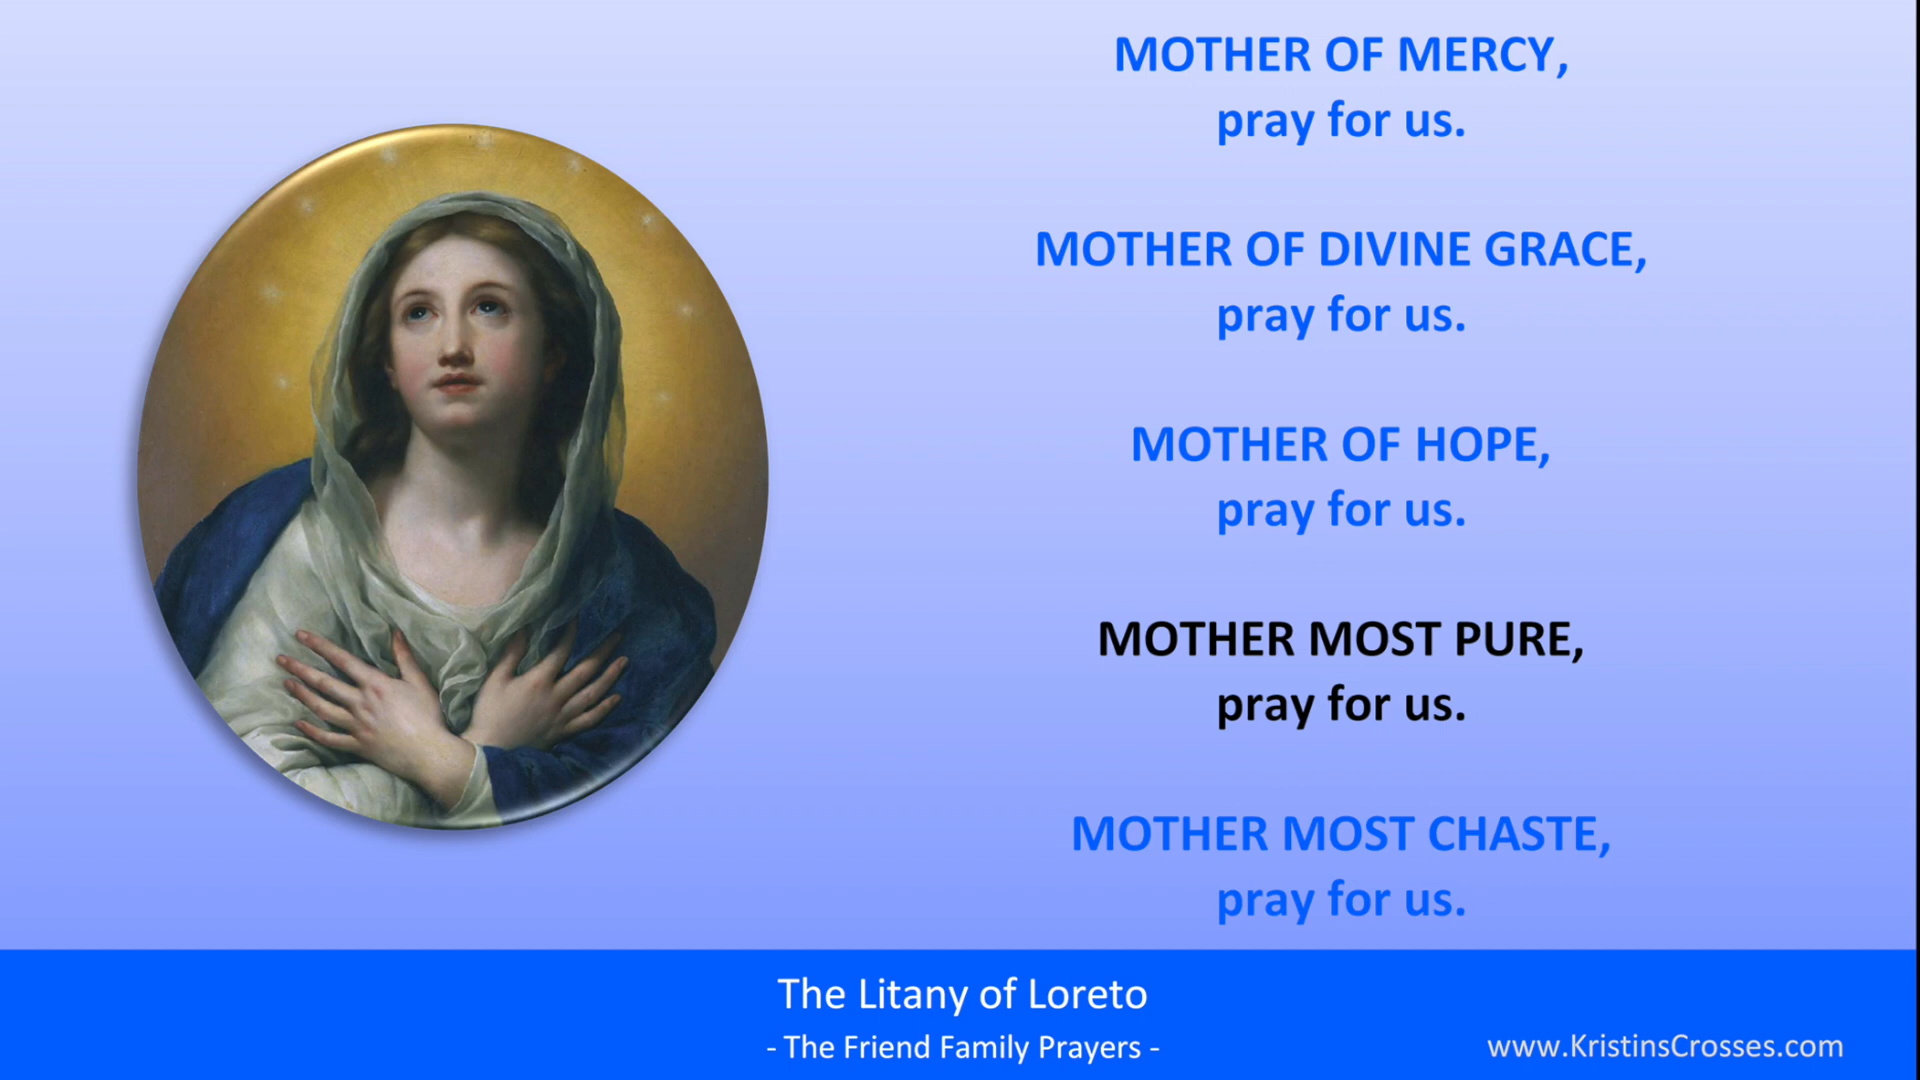 MOTHER OF MERCY,
pray for us.
MOTHER OF DIVINE GRACE,
pray for us.
MOTHER OF HOPE,
pray for us.
MOTHER MOST PURE,
pray for us.
MOTHER MOST CHASTE,
pray for us.
The Litany of Loreto
- The Friend Family Prayers -
www.KristinsCrosses.com